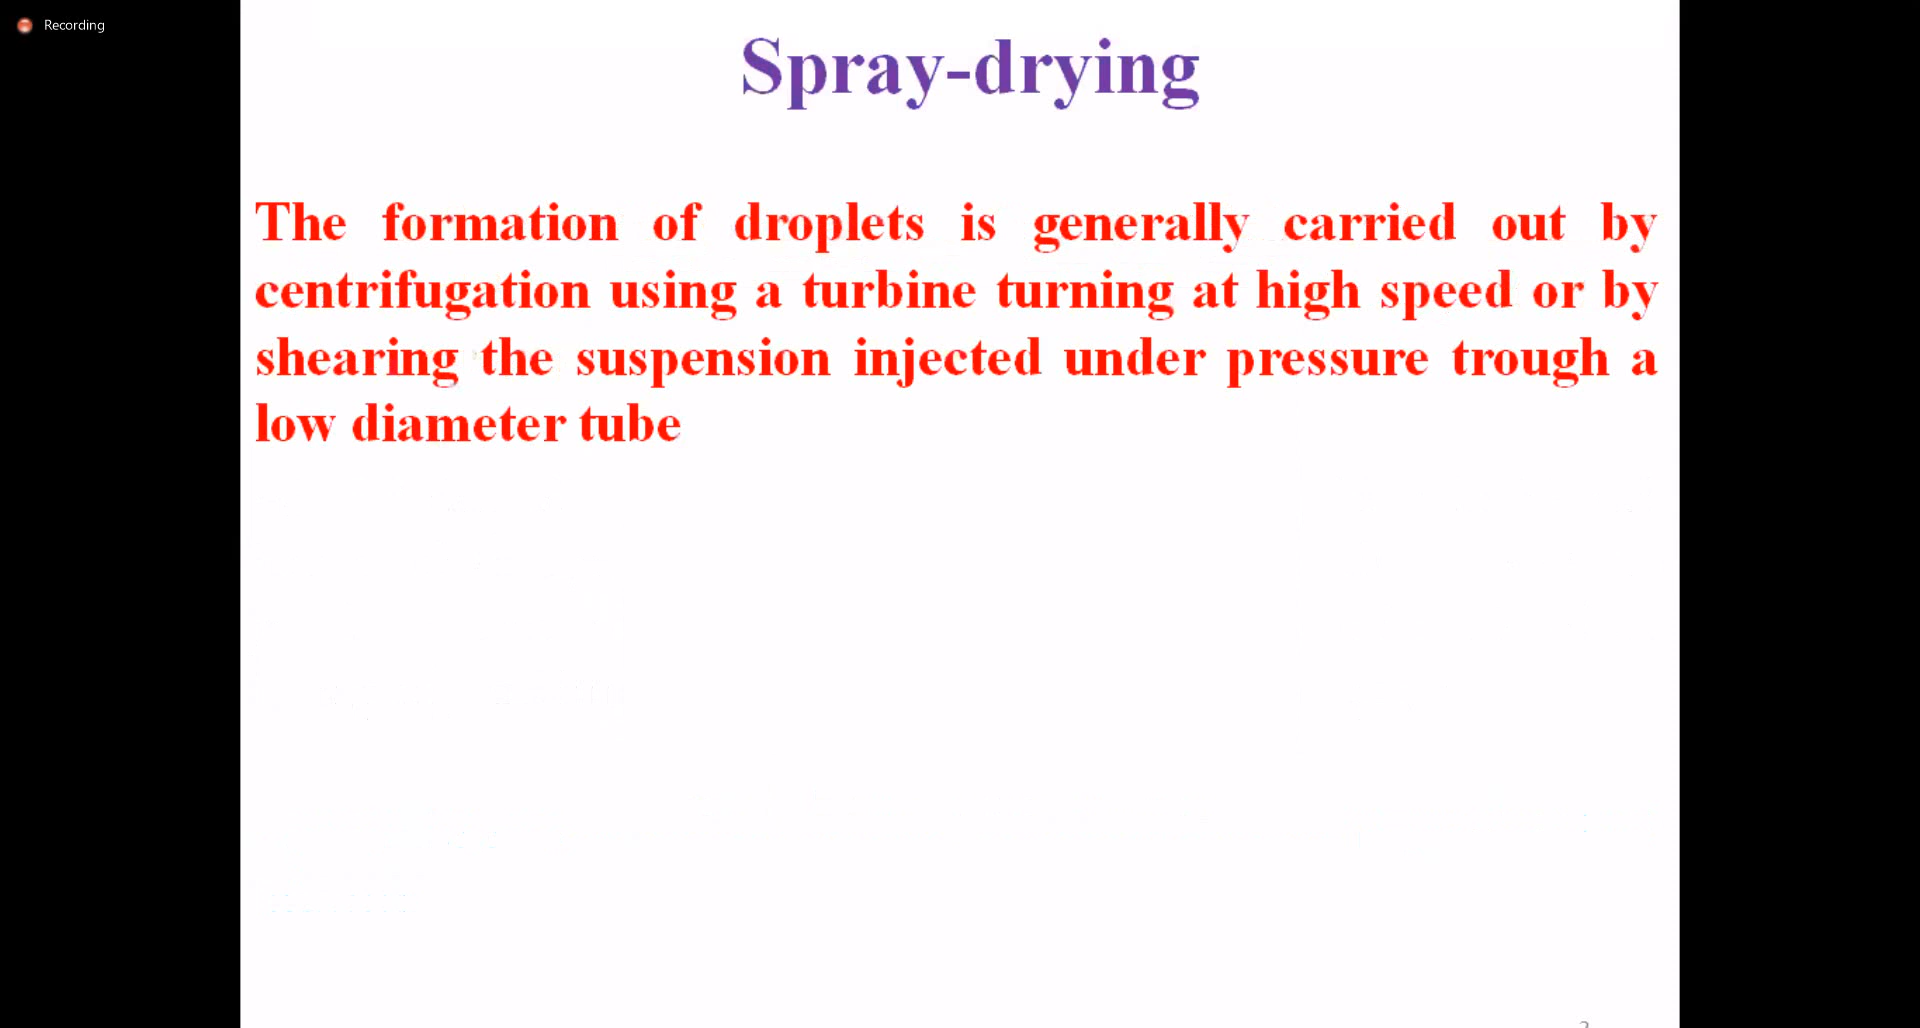 Recording
Spray-drying
The formation of droplets is generally carried out by
centrifugation using a turbine turning at high speed or by
shearing the suspension injected under pressure trough a
low diameter tube